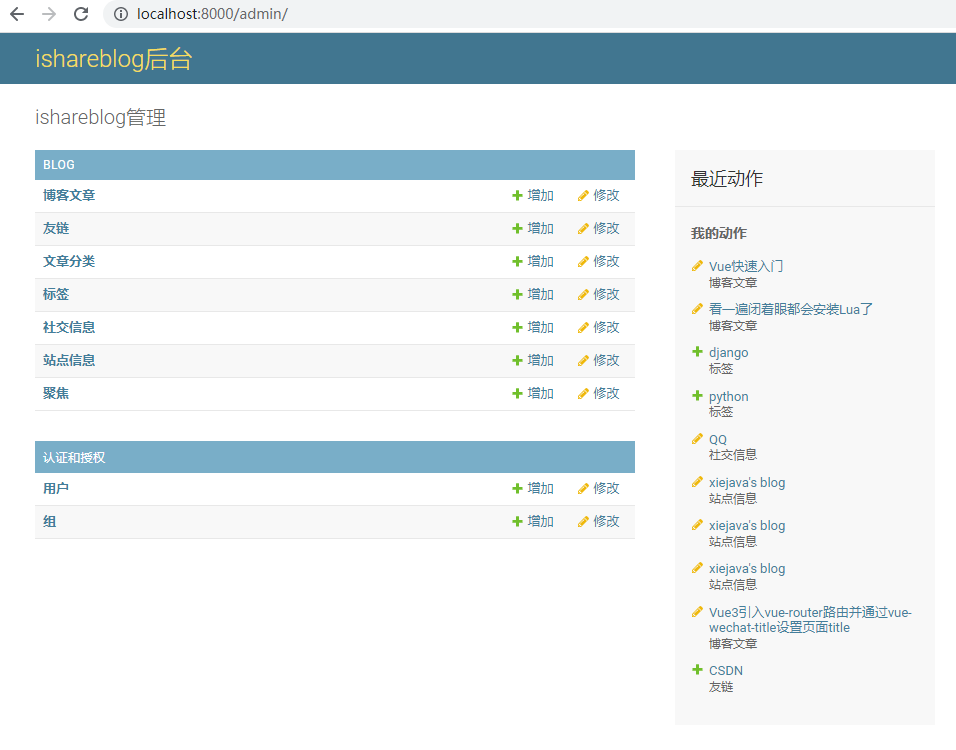 localhost:8000/admin/
ishareblog后台
ishareblog管理
BLOG
博客文章 增加 修改
友链 增加 修改
文章分类 增加 修改
标签 增加 修改
社交信息 增加 修改
站点信息 增加 修改
聚焦 增加 修改
认证和授权
用户 增加 修改
组 增加 修改
最近动作
我的动作
Vue快速入门
博客文章
看一遍闭着眼都会安装Lua了
博客文章
django
标签
python
标签
QQ
社交信息
xiejava's blog
站点信息
xiejava's blog
站点信息
xiejava's blog
站点信息
Vue3引入vue-router路由并通过vue-
wechat-title设置页面title
博客文章
CSDN
友链